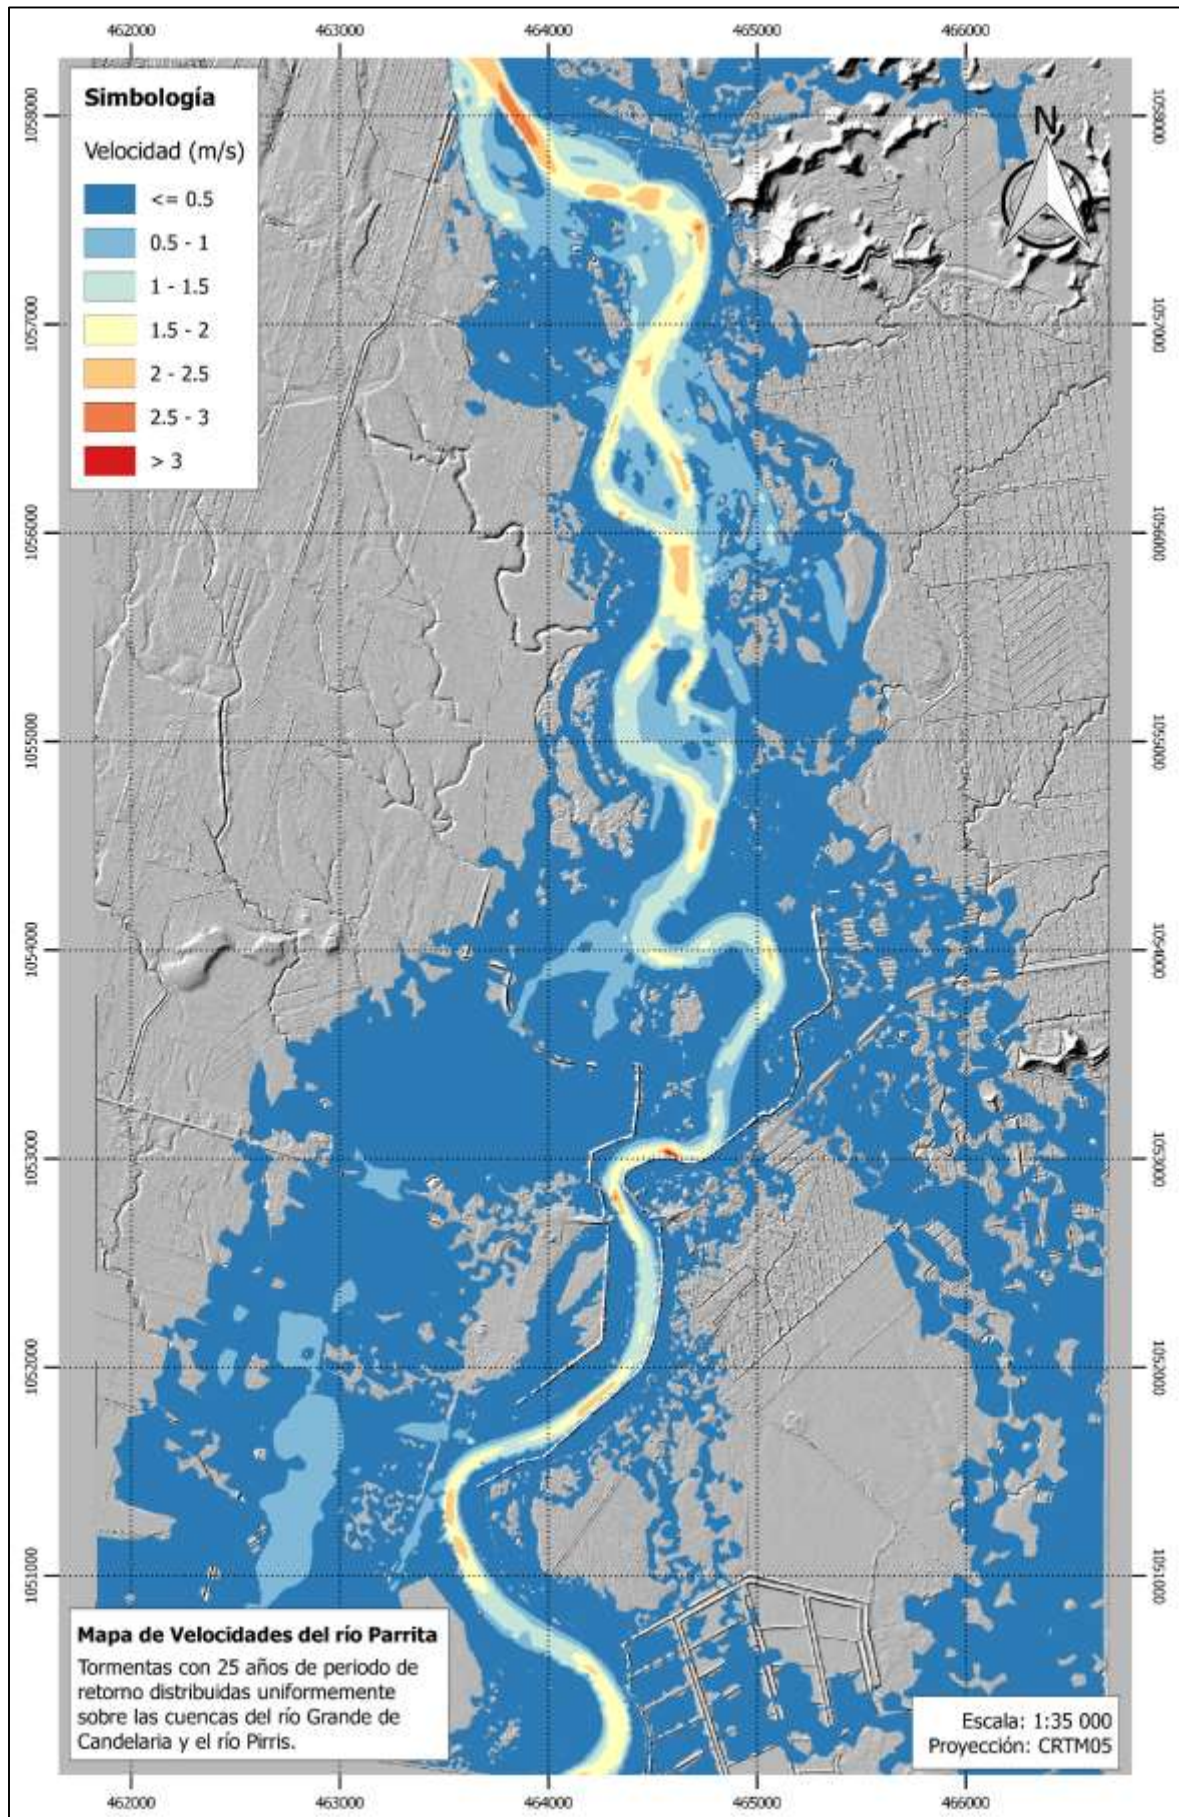 462000 463000 464000 465000 466000
Simbología
Velocidad (m/s)
<= 0.5
0.5 - 1
1 - 1.5
1.5 - 2
2 - 2.5
2.5 - 3
> 3
N
1058000 1058000
1057000 1057000
1056000 1056000
1055000 1055000
1054000 1054000
1053000 1053000
1052000 1052000
1051000 1051000
Mapa de Velocidades del río Parrita
Tormentas con 25 años de periodo de
retorno distribuidas uniformemente
sobre las cuencas del río Grande de
Candelaria y el río Pirris.
Escala: 1:35 000
Proyección: CRTM05
462000 463000 464000 465000 466000